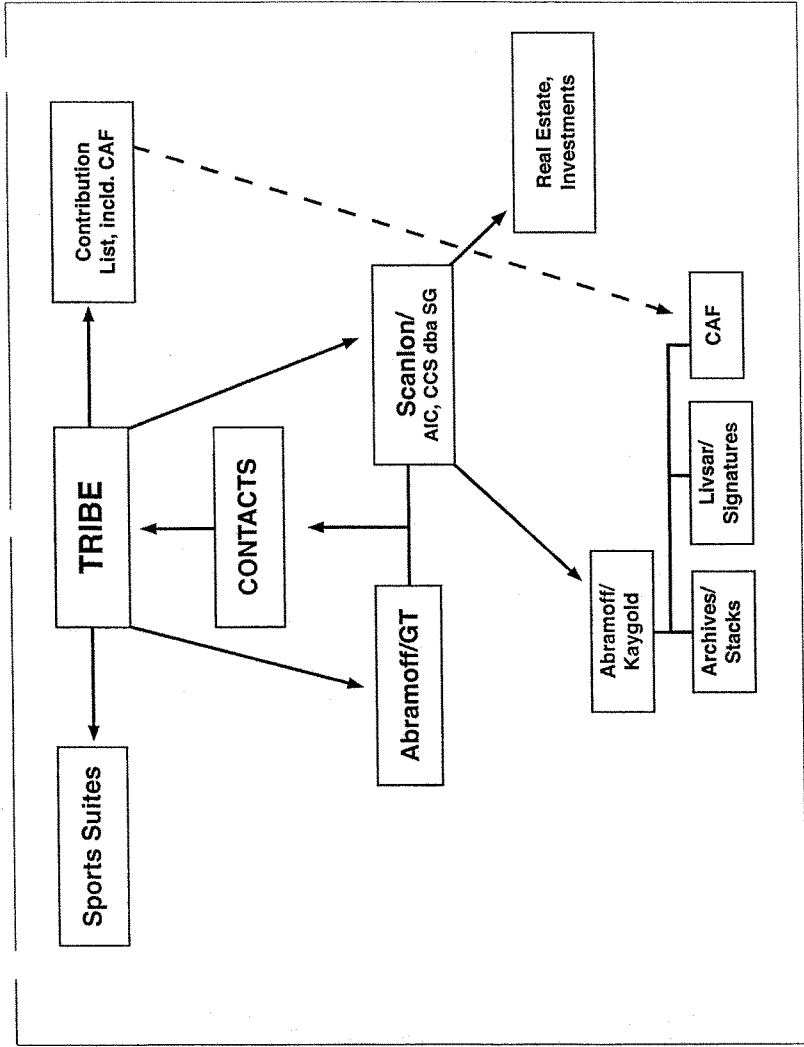 Sports Suites
TRIBE
Contribution
List, incld. CAF
CONTACTS
Abramoff/GT
Scanlon/
AIC, CCS dba SG
Real Estate,
Investments
Abramoff/
Kaygold
Archives/
Stacks
Livsar/
Signatures
CAF